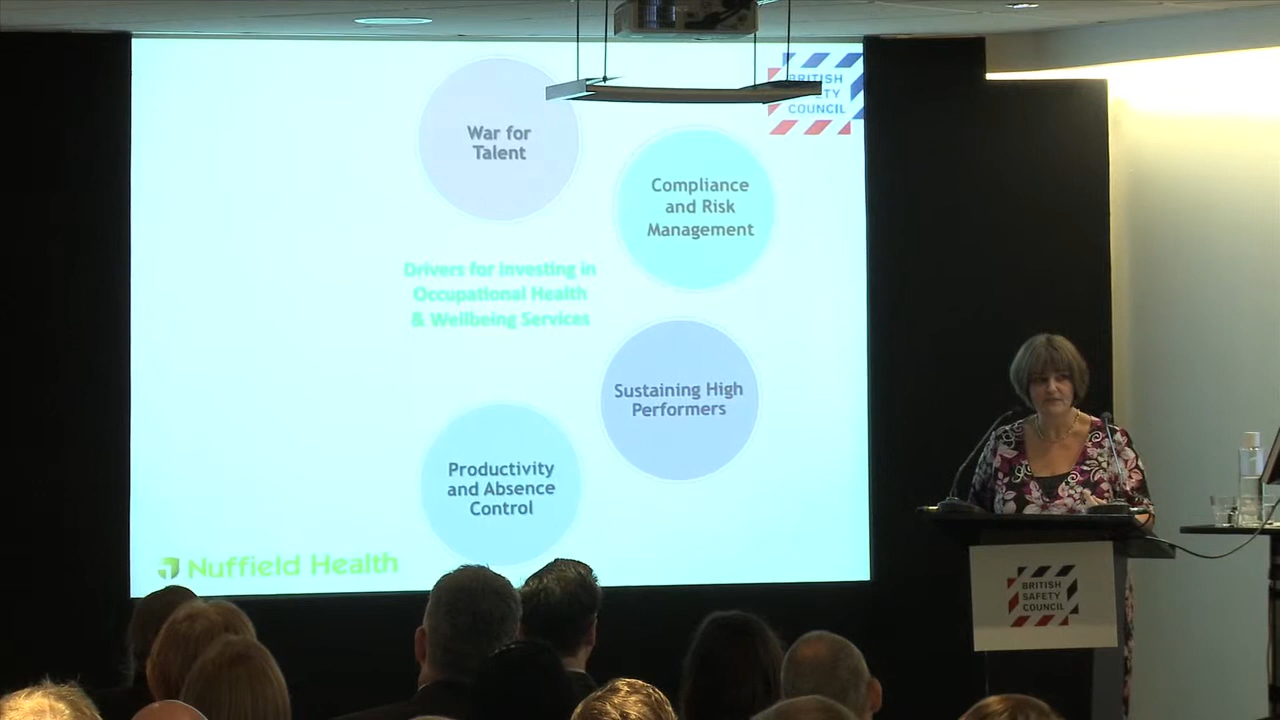 War for
Talent
BRITISH
SAFETY
COUNCIL
Compliance
and Risk
Management
Drivers for investing in
Occupational Health
& Wellbeing Services
Sustaining High
Performers
Productivity
and Absence
Control
Nuffield Health
BRITISH
SAFETY
COUNCIL